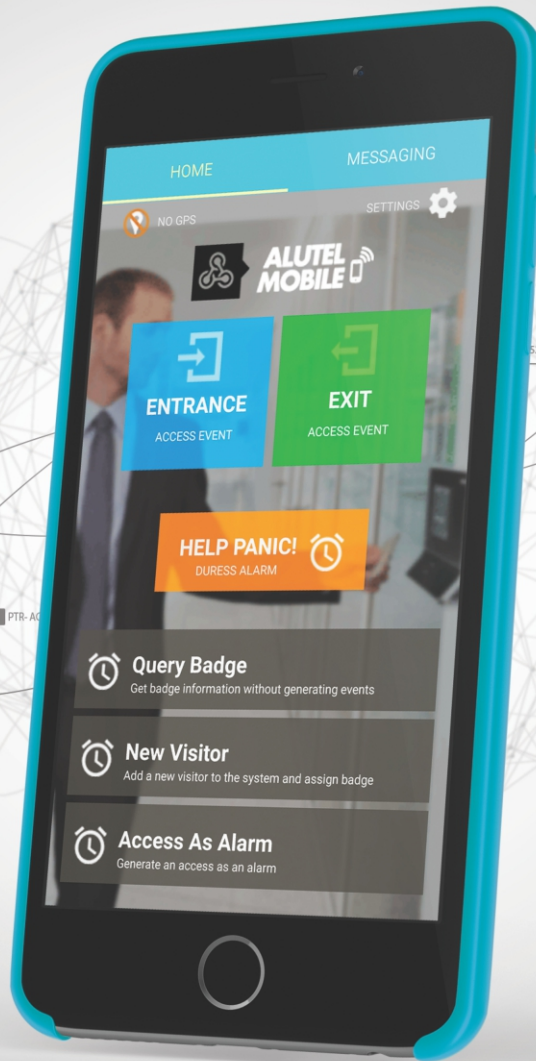 HOME
MESSAGING
NO GPS
SETTINGS
ALUTEL
MOBILE
ENTRANCE
ACCESS EVENT
EXIT
ACCESS EVENT
HELP PANIC!
DURESS ALARM
Query Badge
Get badge information without generating events
New Visitor
Add a new visitor to the system and assign badge
Access As Alarm
Generate an access as an alarm